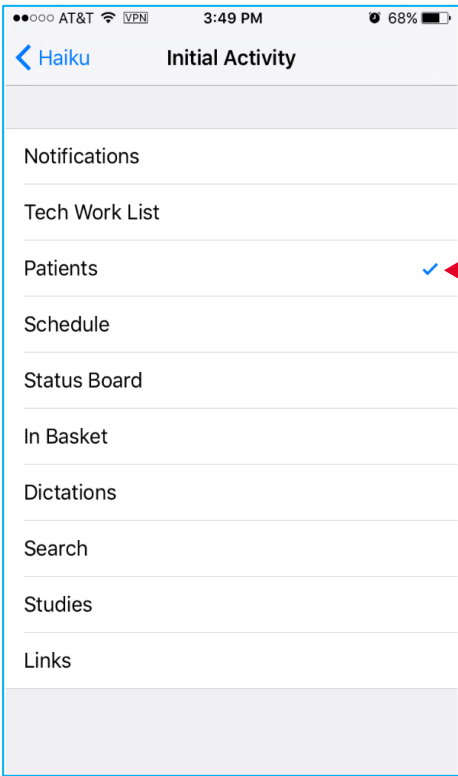 AT&T VPN 3:49 PM 68%
Haiku Initial Activity
Notifications
Tech Work List
Patients
Schedule
Status Board
In Basket
Dictations
Search
Studies
Links